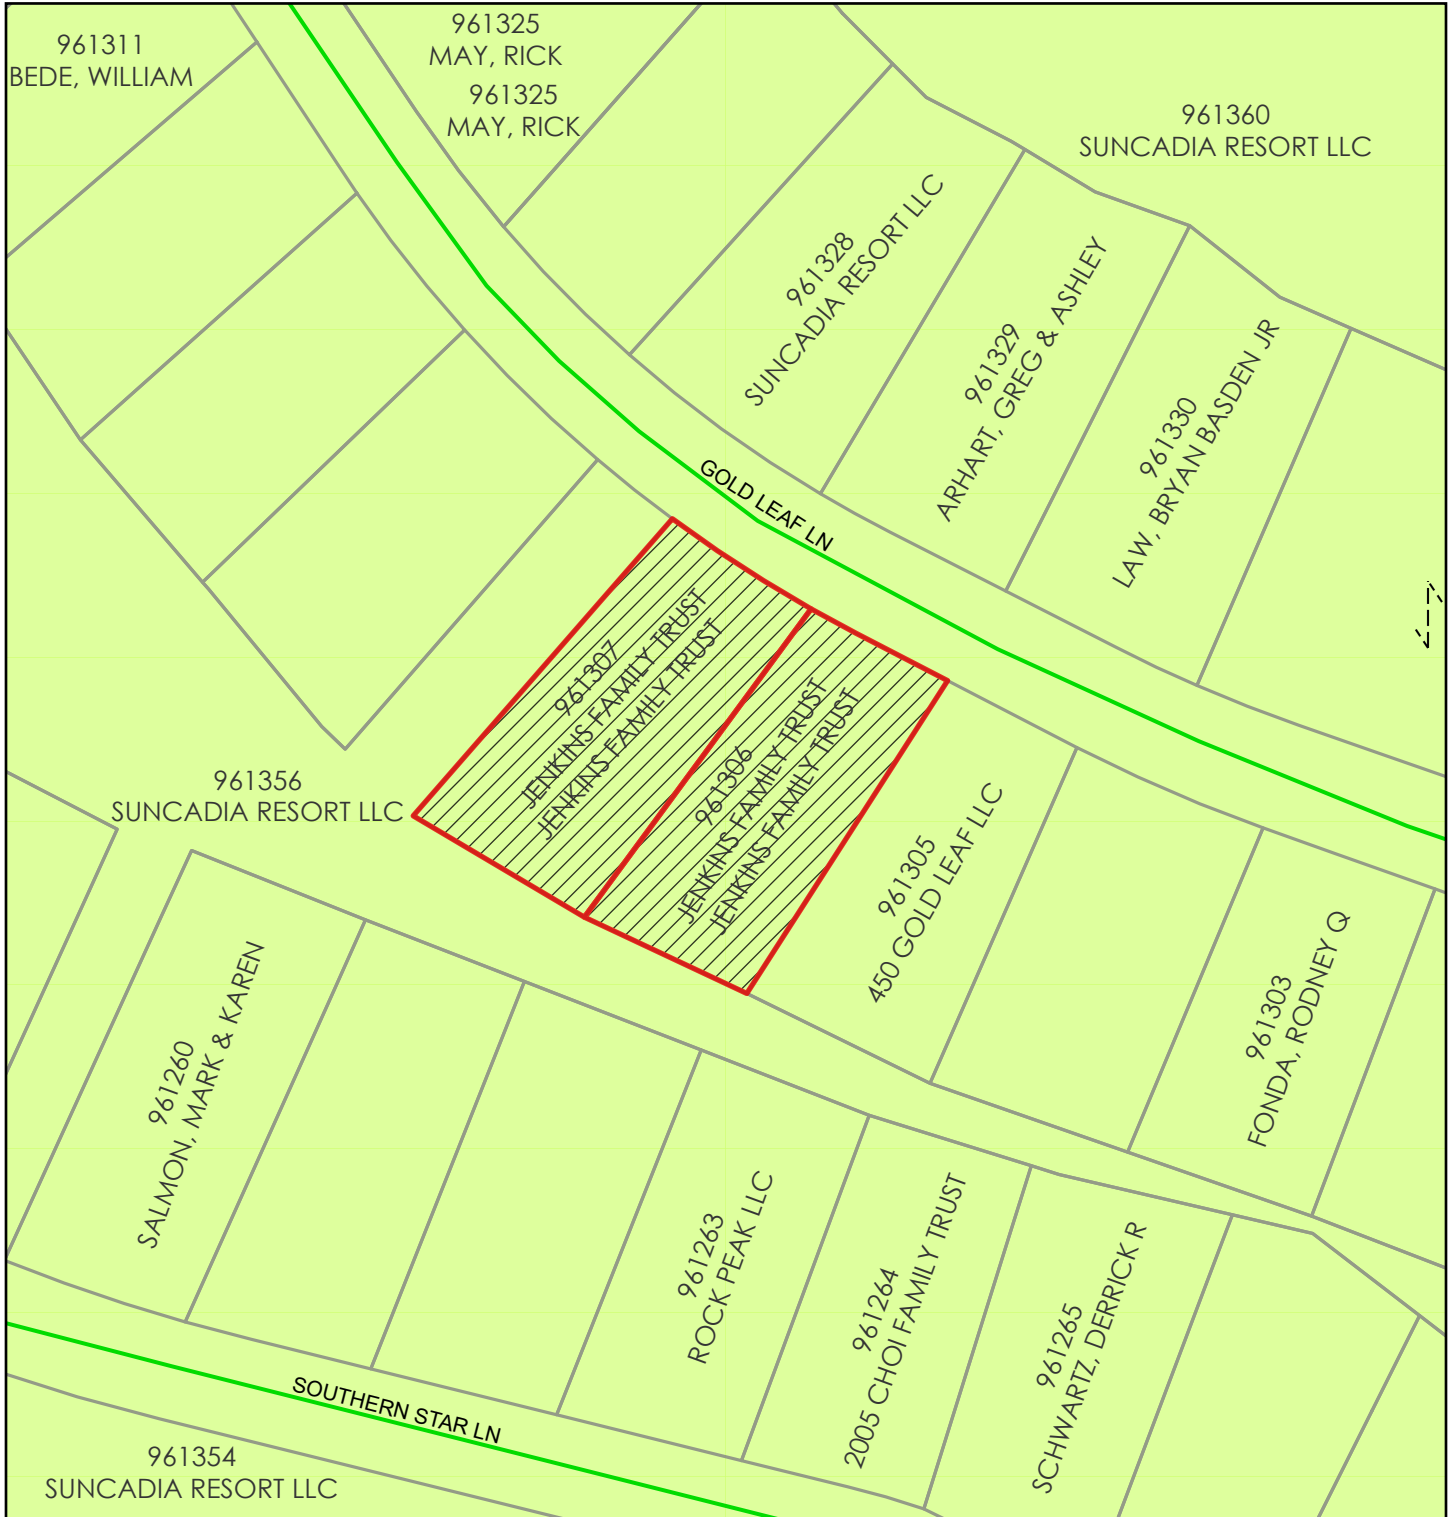 961311
BEDE, WILLIAM
961325
MAY, RICK
961325
MAY, RICK
961360
SUNCADIA RESORT LLC
961328
SUNCADIA RESORT LLC
961329
ARHART, GREG & ASHLEY
961330
LAW, BRYAN BASDEN JR
GOLD LEAF LN
961307
JENKINS FAMILY TRUST
JENKINS FAMILY TRUST
961306
JENKINS FAMILY TRUST
JENKINS FAMILY TRUST
961356
SUNCADIA RESORT LLC
961305
450 GOLD LEAF LLC
961303
FONDA, RODNEY Q
961260
SALMON, MARK & KAREN
961263
ROCK PEAK LLC
961264
2005 CHOI FAMILY TRUST
961265
SCHWARTZ, DERRICK R
SOUTHERN STAR LN
961354
SUNCADIA RESORT LLC